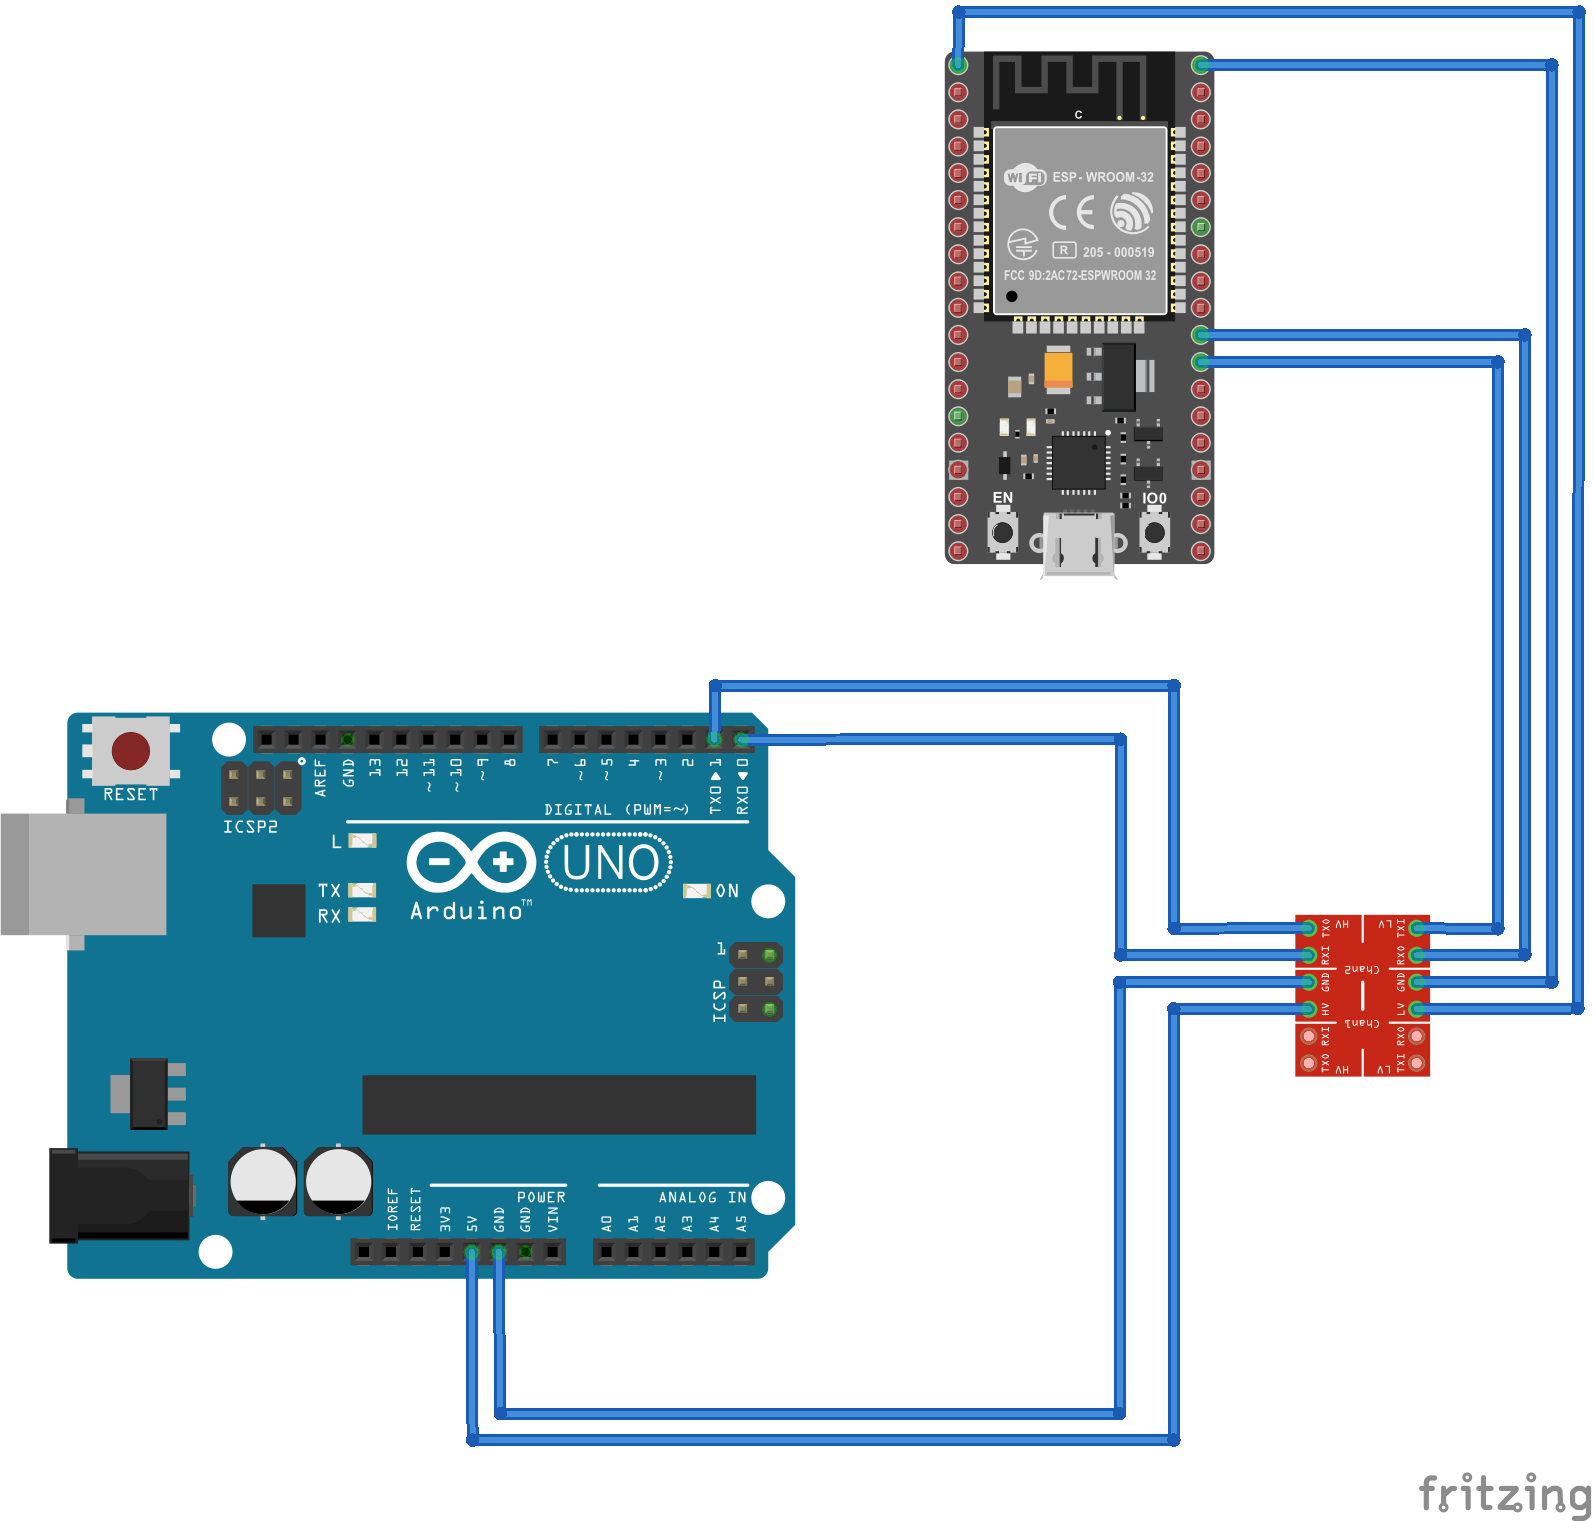 C
WiFi ESP-WROOM-32
CE
R 205-000519
FCC 9D:2AC72-ESPWROOM 32
EN
IO0
RESET
ICSP2
AREF
GND
13
12
~11
~10
~9
8
7
~6
~5
4
~3
2
TX0 1
RX0 0
DIGITAL (PWM=~)
L
TX
RX
UNO
ON
Arduino™
1
ICSP
TXO HV LV TXI
RXI RXO
Chan2
GND GND
HV LV
Chan1
RXI RXO
TXO HV LV TXI
POWER
ANALOG IN
IOREF
RESET
3V3
5V
GND
GND
VIN
A0
A1
A2
A3
A4
A5
fritzing